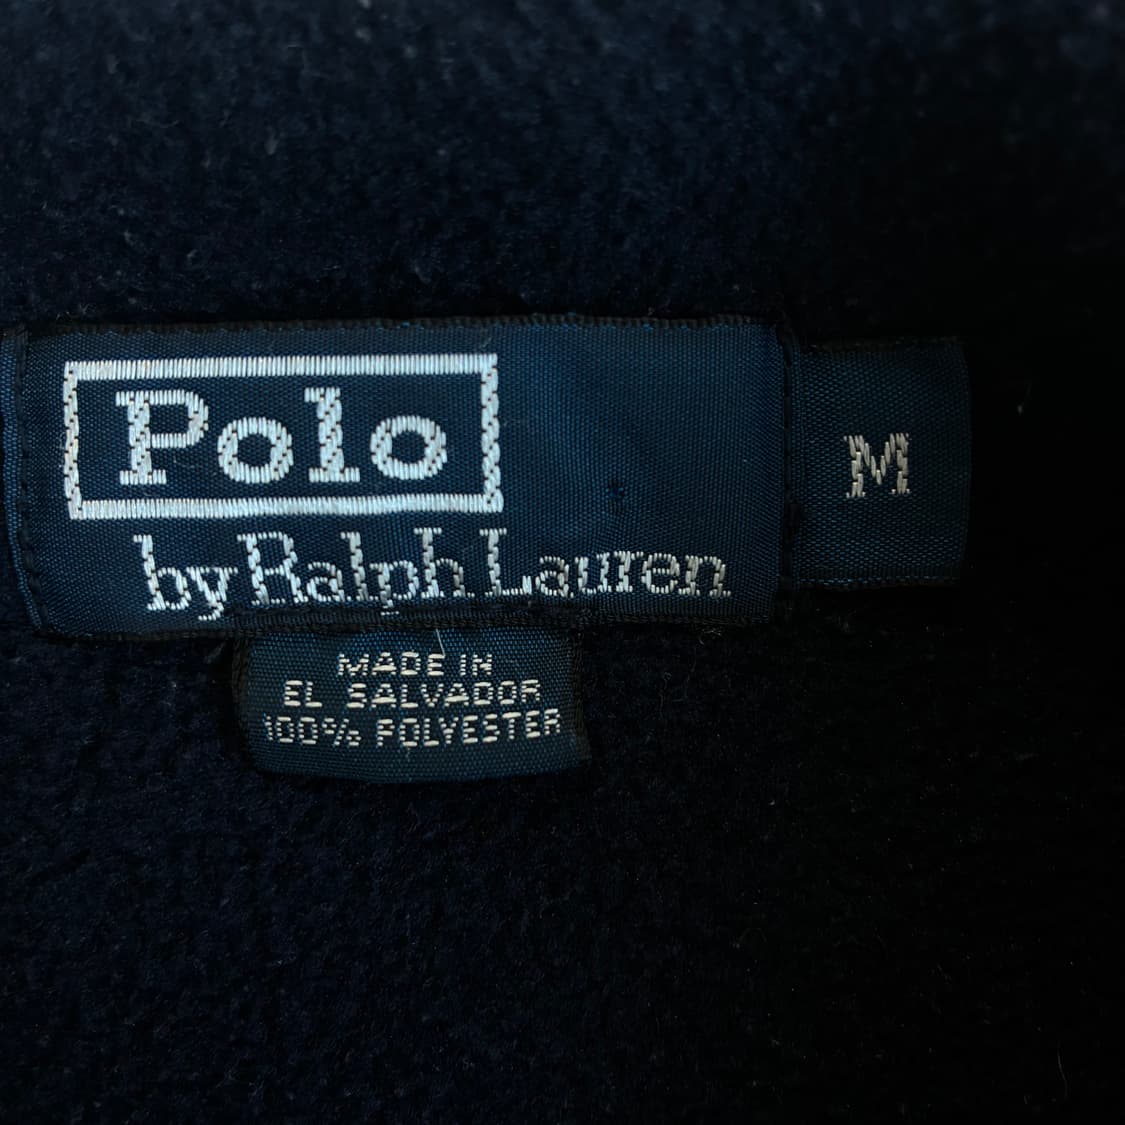 Polo
by Ralph Lauren
M
MADE IN
EL SALVADOR
100% POLYESTER